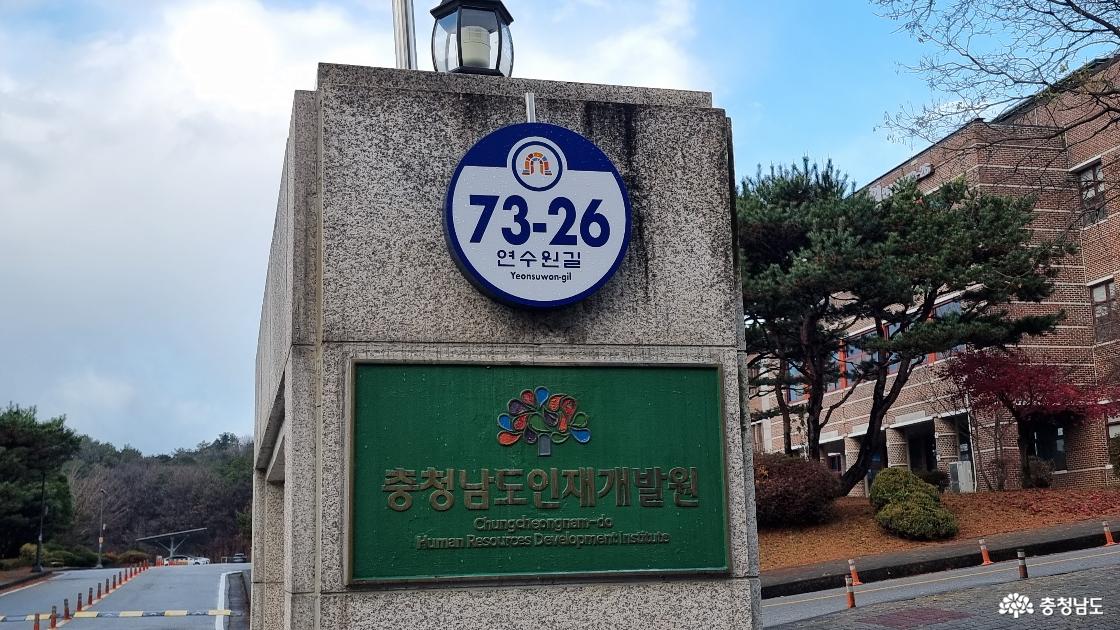 73-26
연수원길
Yeonsuwon-gil
충청남도인재개발원
Chungcheongnam-do
Human Resources Development Institute
충청남도